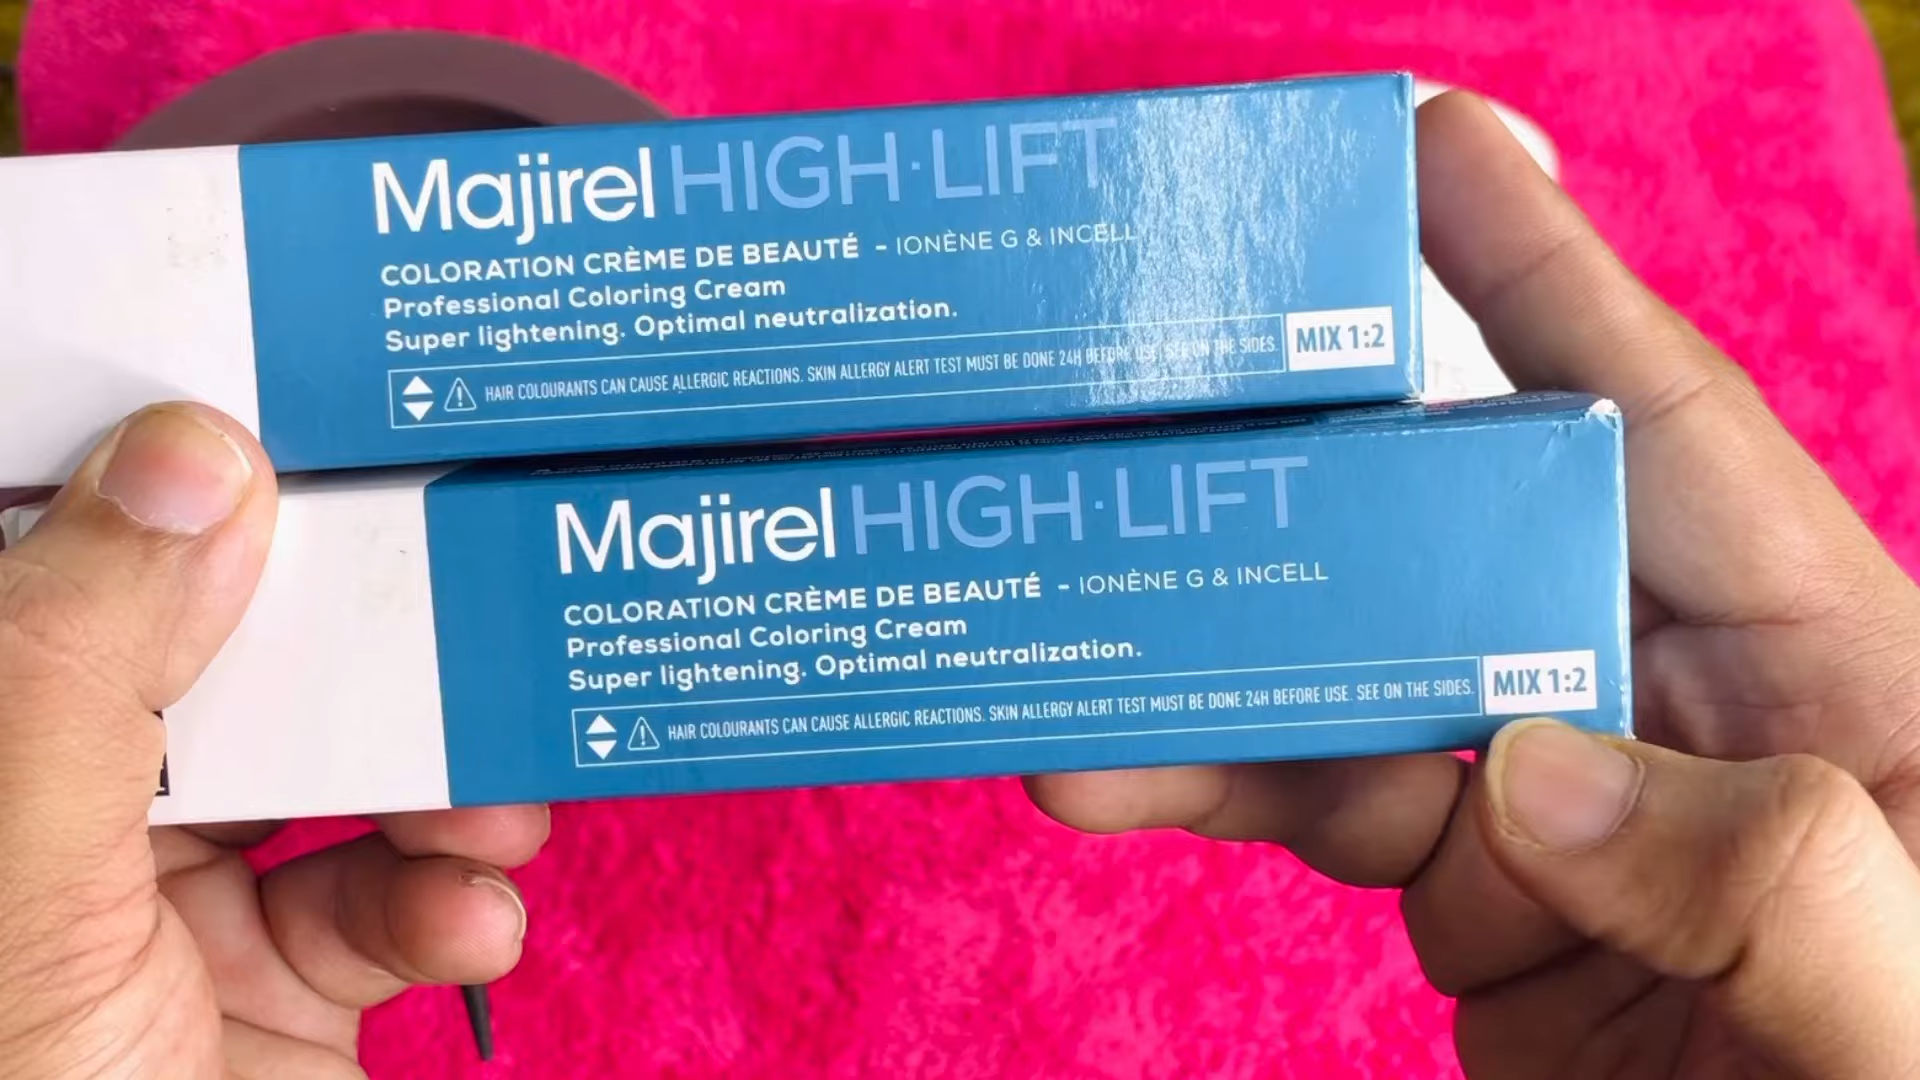 Majirel HIGH·LIFT
COLORATION CRÈME DE BEAUTÉ - IONÈNE G & INCELL
Professional Coloring Cream
Super lightening. Optimal neutralization.
HAIR COLOURANTS CAN CAUSE ALLERGIC REACTIONS. SKIN ALLERGY ALERT TEST MUST BE DONE 24H BEFORE USE. SEE ON THE SIDES.
MIX 1:2
Majirel HIGH·LIFT
COLORATION CRÈME DE BEAUTÉ - IONÈNE G & INCELL
Professional Coloring Cream
Super lightening. Optimal neutralization.
HAIR COLOURANTS CAN CAUSE ALLERGIC REACTIONS. SKIN ALLERGY ALERT TEST MUST BE DONE 24H BEFORE USE. SEE ON THE SIDES.
MIX 1:2